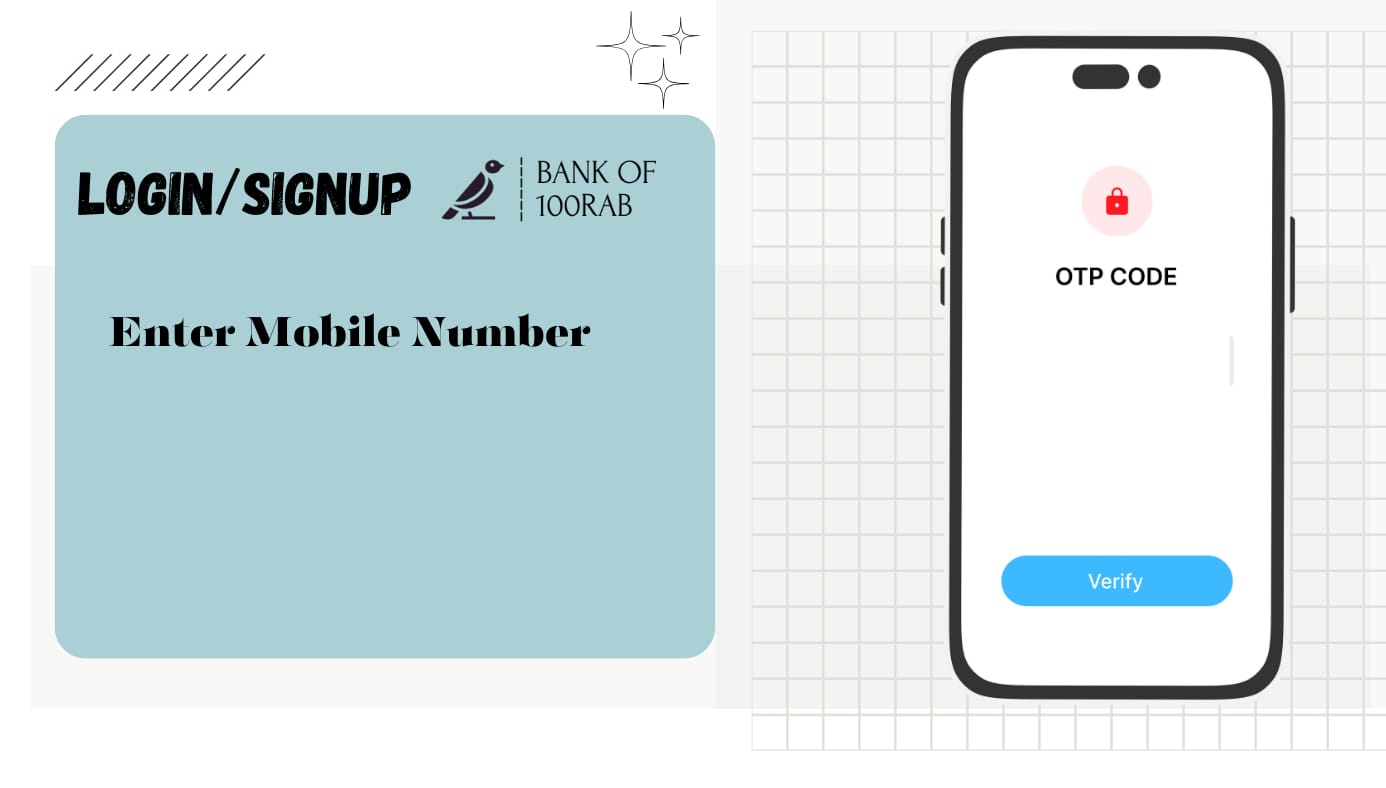 LOGIN/SIGNUP
BANK OF
100RAB
Enter Mobile Number
OTP CODE
Verify